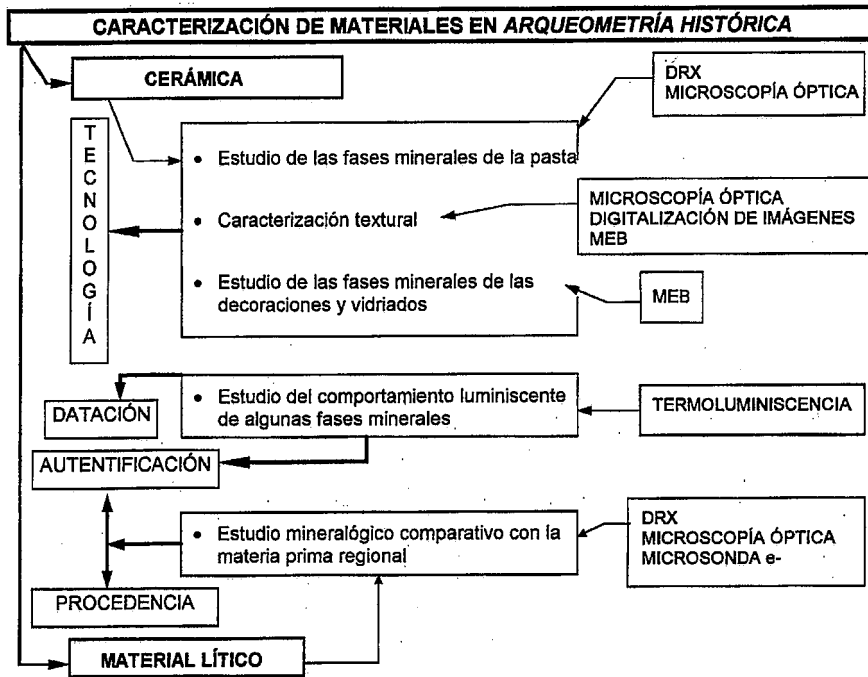 CARACTERIZACIÓN DE MATERIALES EN ARQUEOMETRÍA HISTÓRICA
CERÁMICA
DRX
MICROSCOPÍA ÓPTICA
TECNOLOGÍA
• Estudio de las fases minerales de la pasta
• Caracterización textural
MICROSCOPÍA ÓPTICA
DIGITALIZACIÓN DE IMÁGENES
MEB
• Estudio de las fases minerales de las
decoraciones y vidriados
MEB
• Estudio del comportamiento luminiscente
de algunas fases minerales
TERMOLUMINISCENCIA
DATACIÓN
AUTENTIFICACIÓN
• Estudio mineralógico comparativo con la
materia prima regional
DRX
MICROSCOPÍA ÓPTICA
MICROSONDA e-
PROCEDENCIA
MATERIAL LÍTICO